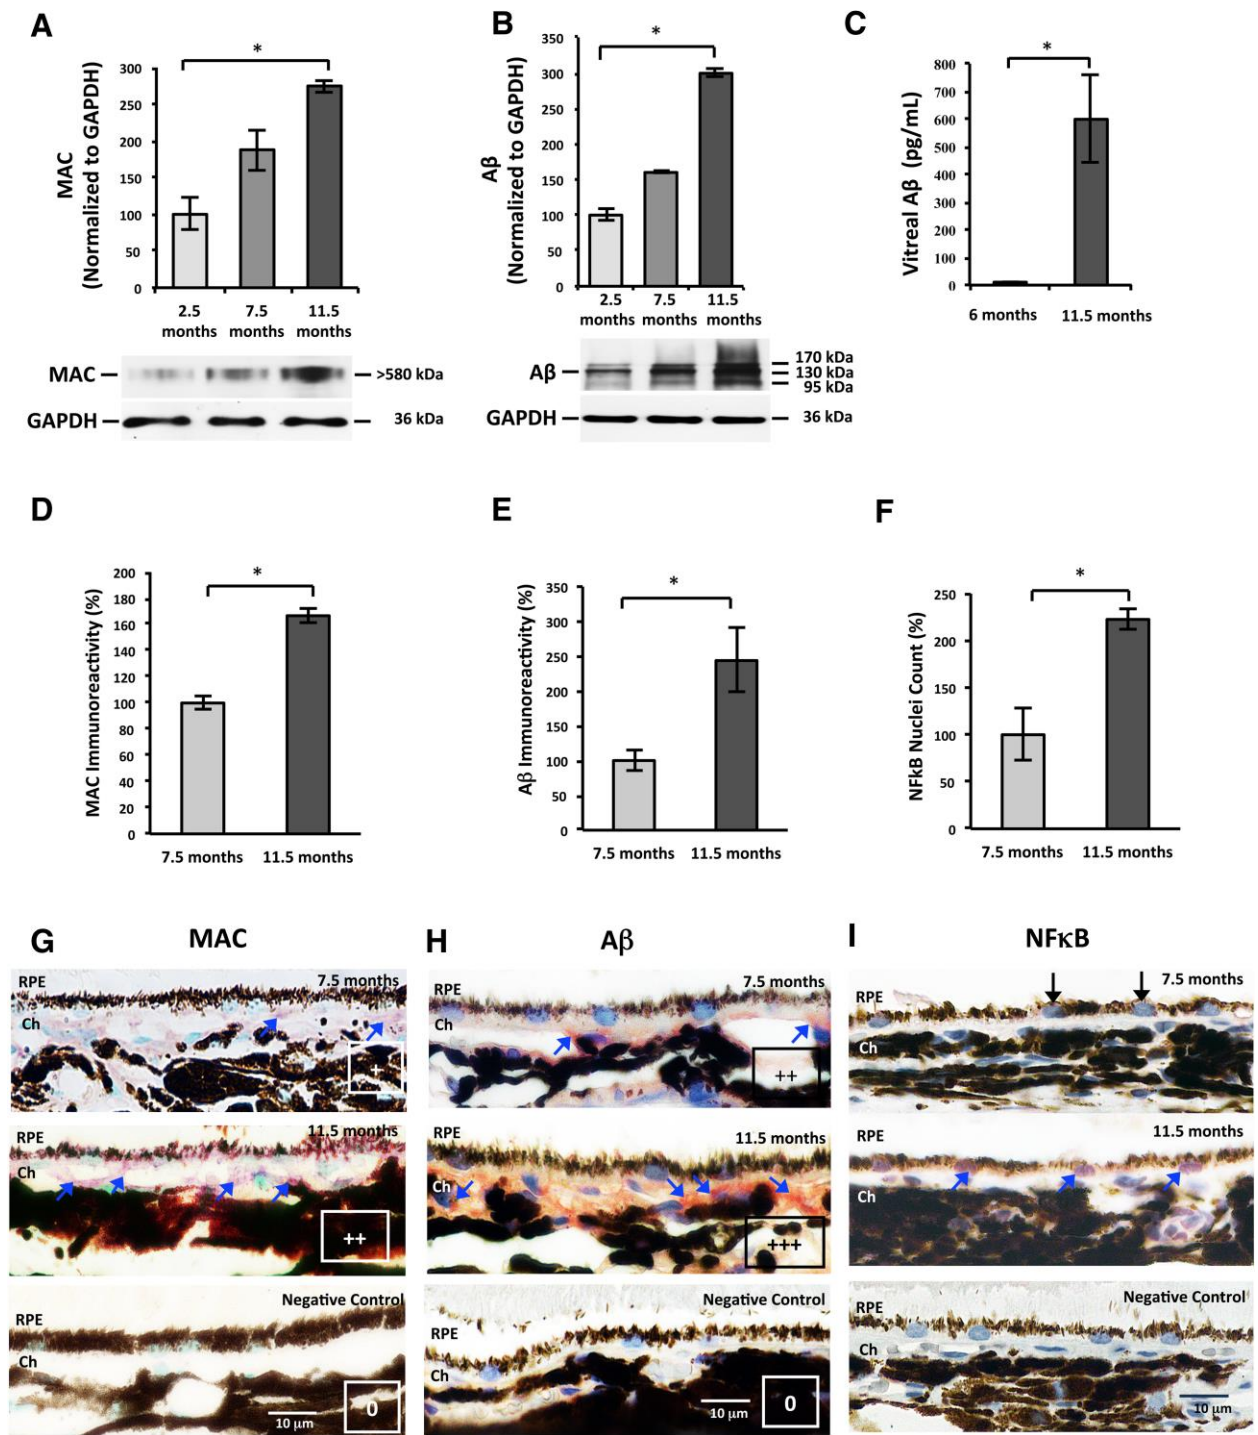 A
*
MAC
(Normalized to GAPDH)
300
250
200
150
100
50
0
2.5 months
7.5 months
11.5 months
MAC
>580 kDa
GAPDH
36 kDa
B
*
Aβ
(Normalized to GAPDH)
350
300
250
200
150
100
50
0
2.5 months
7.5 months
11.5 months
Aβ
170 kDa
130 kDa
95 kDa
GAPDH
36 kDa
C
*
Vitreal Aβ (pg/mL)
800
700
600
500
400
300
200
100
0
6 months
11.5 months
D
*
MAC Immunoreactivity (%)
200
180
160
140
120
100
80
60
40
20
0
7.5 months
11.5 months
E
*
Aβ Immunoreactivity (%)
350
300
250
200
150
100
50
0
7.5 months
11.5 months
F
*
NFkB Nuclei Count (%)
250
200
150
100
50
0
7.5 months
11.5 months
G
MAC
RPE
7.5 months
Ch
+
RPE
11.5 months
Ch
++
Negative Control
RPE
Ch
10 μm
0
H
Aβ
RPE
7.5 months
Ch
++
RPE
11.5 months
Ch
+++
Negative Control
RPE
Ch
10 μm
0
I
NFκB
7.5 months
RPE
Ch
11.5 months
RPE
Ch
Negative Control
RPE
Ch
10 μm